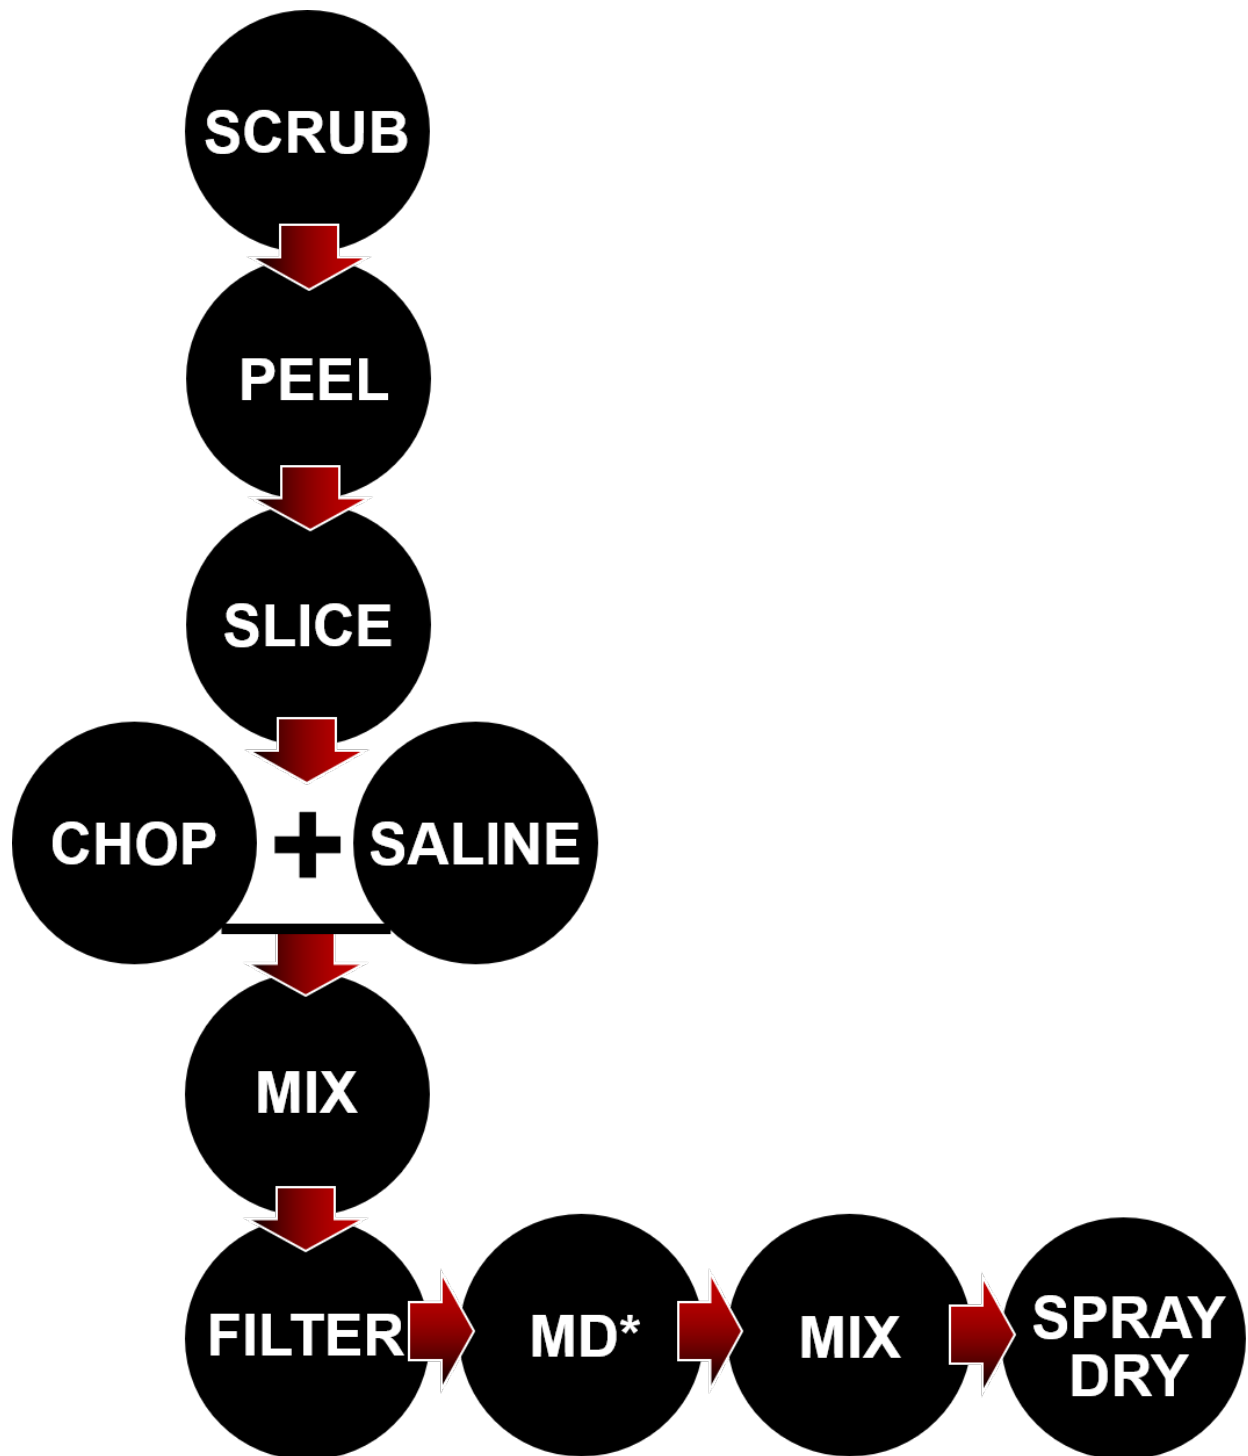 SCRUB
PEEL
SLICE
CHOP + SALINE
MIX
FILTER
MD*
MIX
SPRAY
DRY